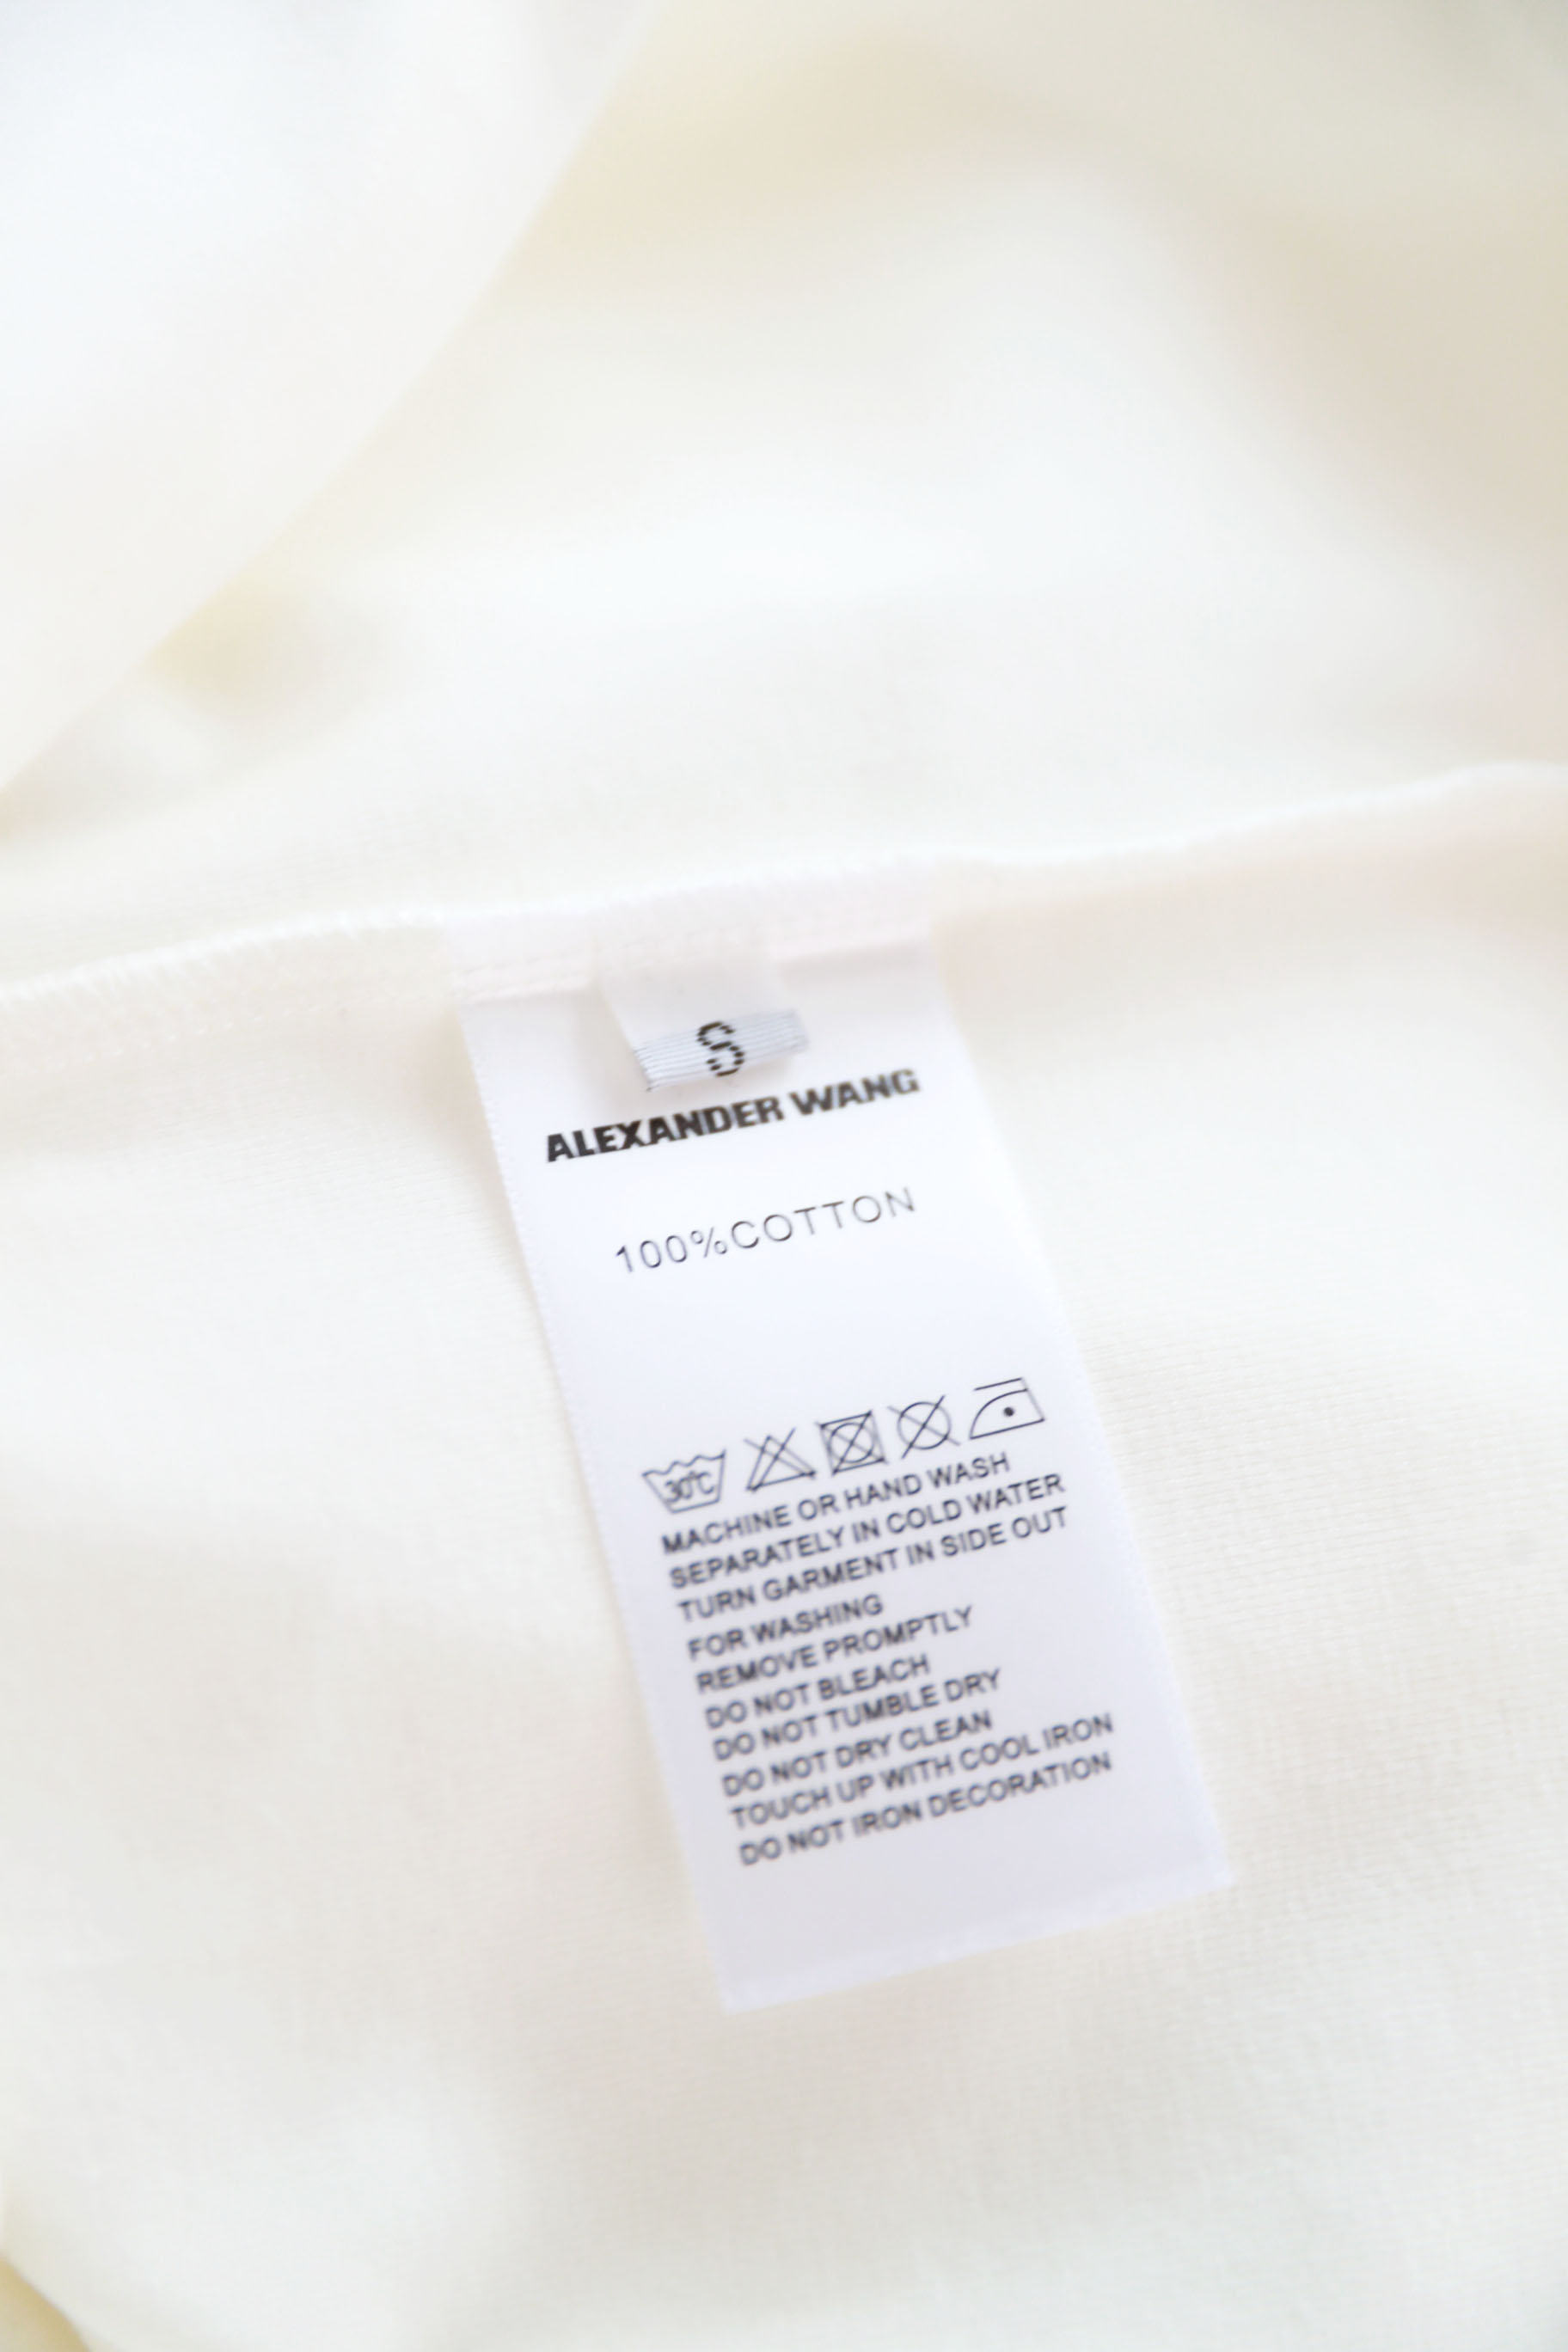 S
ALEXANDER WANG
100%COTTON
30℃
MACHINE OR HAND WASH
SEPARATELY IN COLD WATER
TURN GARMENT IN SIDE OUT
FOR WASHING
REMOVE PROMPTLY
DO NOT BLEACH
DO NOT TUMBLE DRY
DO NOT DRY CLEAN
TOUCH UP WITH COOL IRON
DO NOT IRON DECORATION